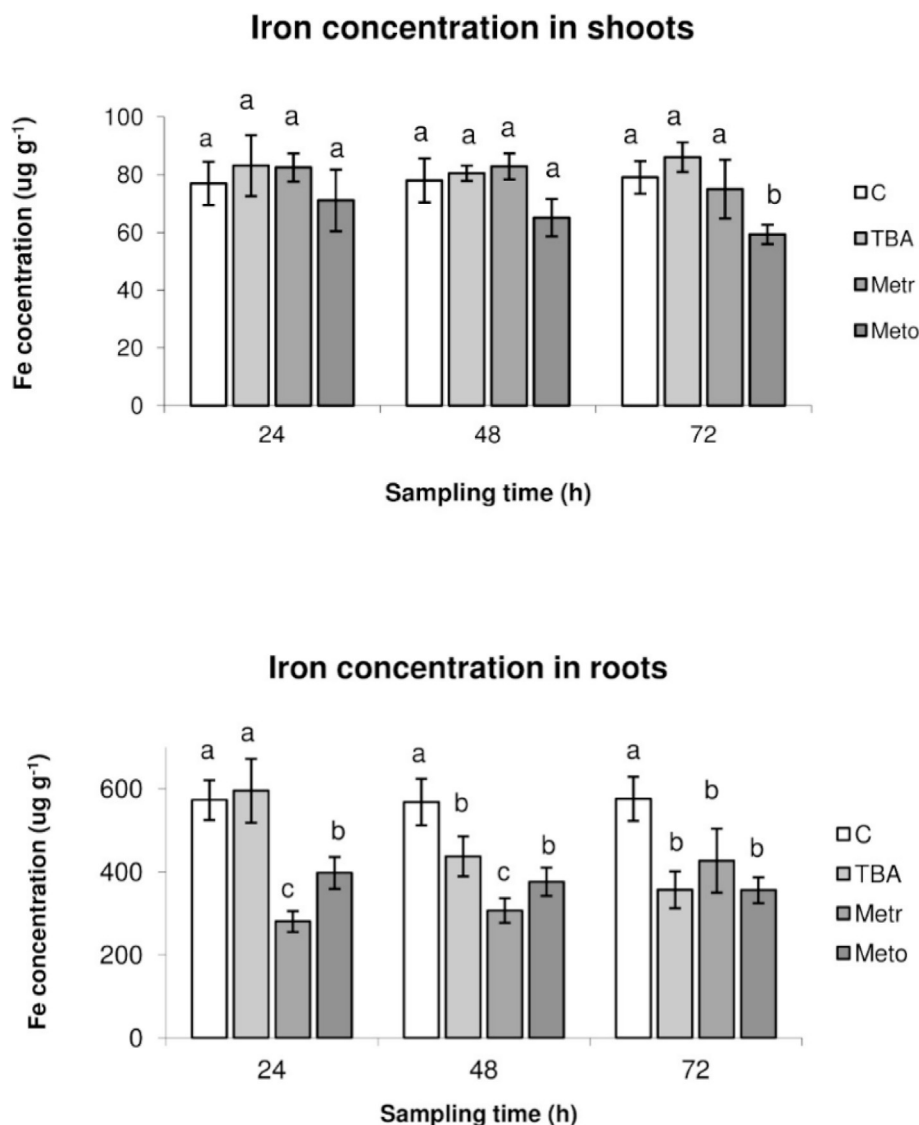 Iron concentration in shoots
Fe cocentration (ug g⁻¹)
100
80
60
40
20
0
a a a a
a a a a
a a a b
24 48 72
Sampling time (h)
C
TBA
Metr
Meto
Iron concentration in roots
Fe concentration (ug g⁻¹)
600
400
200
0
a a c b
a b c b
a b b b
24 48 72
Sampling time (h)
C
TBA
Metr
Meto